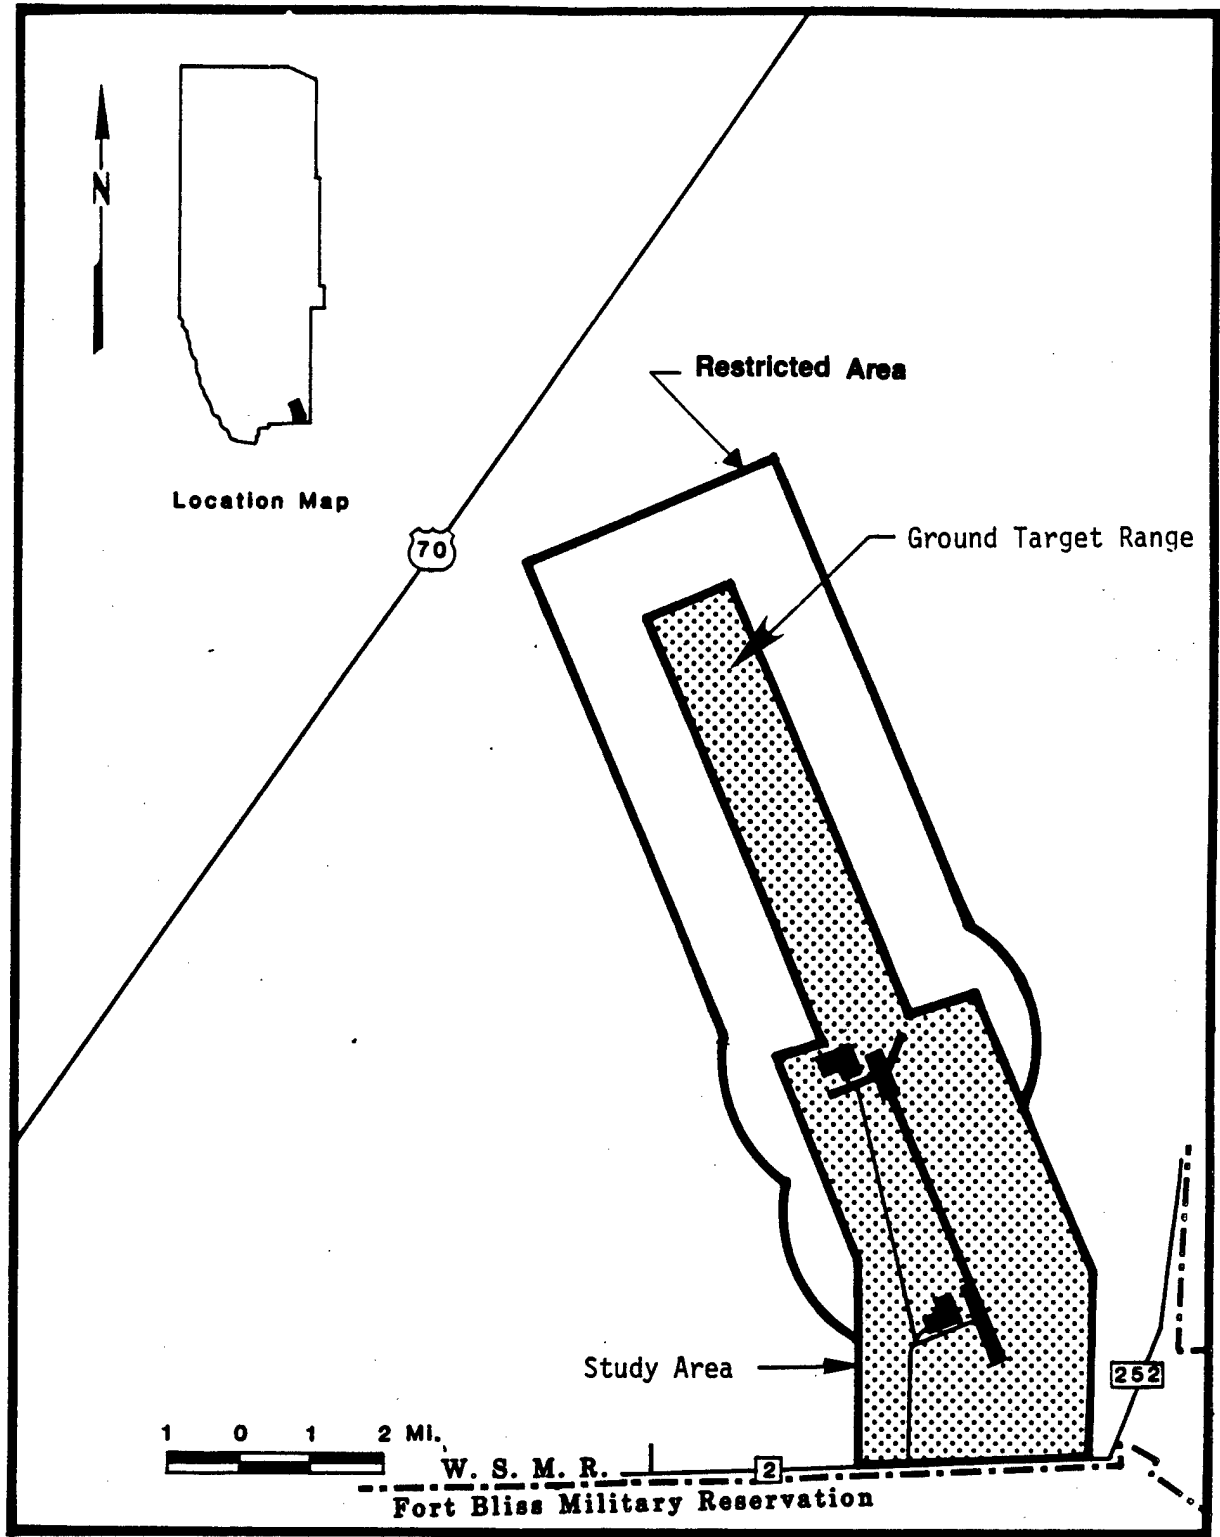 N
Location Map
Restricted Area
70
Ground Target Range
Study Area
252
1 0 1 2 MI.
W. S. M. R.
2
Fort Bliss Military Reservation